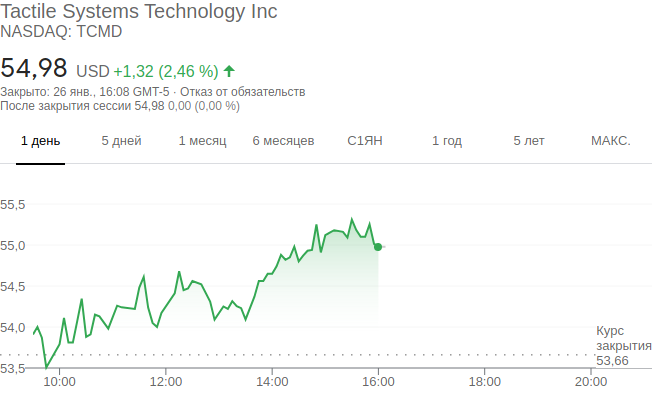 Tactile Systems Technology Inc
NASDAQ: TCMD
54,98 USD +1,32 (2,46 %)
Закрыто: 26 янв., 16:08 GMT-5 · Отказ от обязательств
После закрытия сессии 54,98 0,00 (0,00 %)
1 день 5 дней 1 месяц 6 месяцев С1ЯН 1 год 5 лет МАКС.
55,5
55,0
54,5
54,0
Курс
закрытия
53,66
53,5
10:00 12:00 14:00 16:00 18:00 20:00